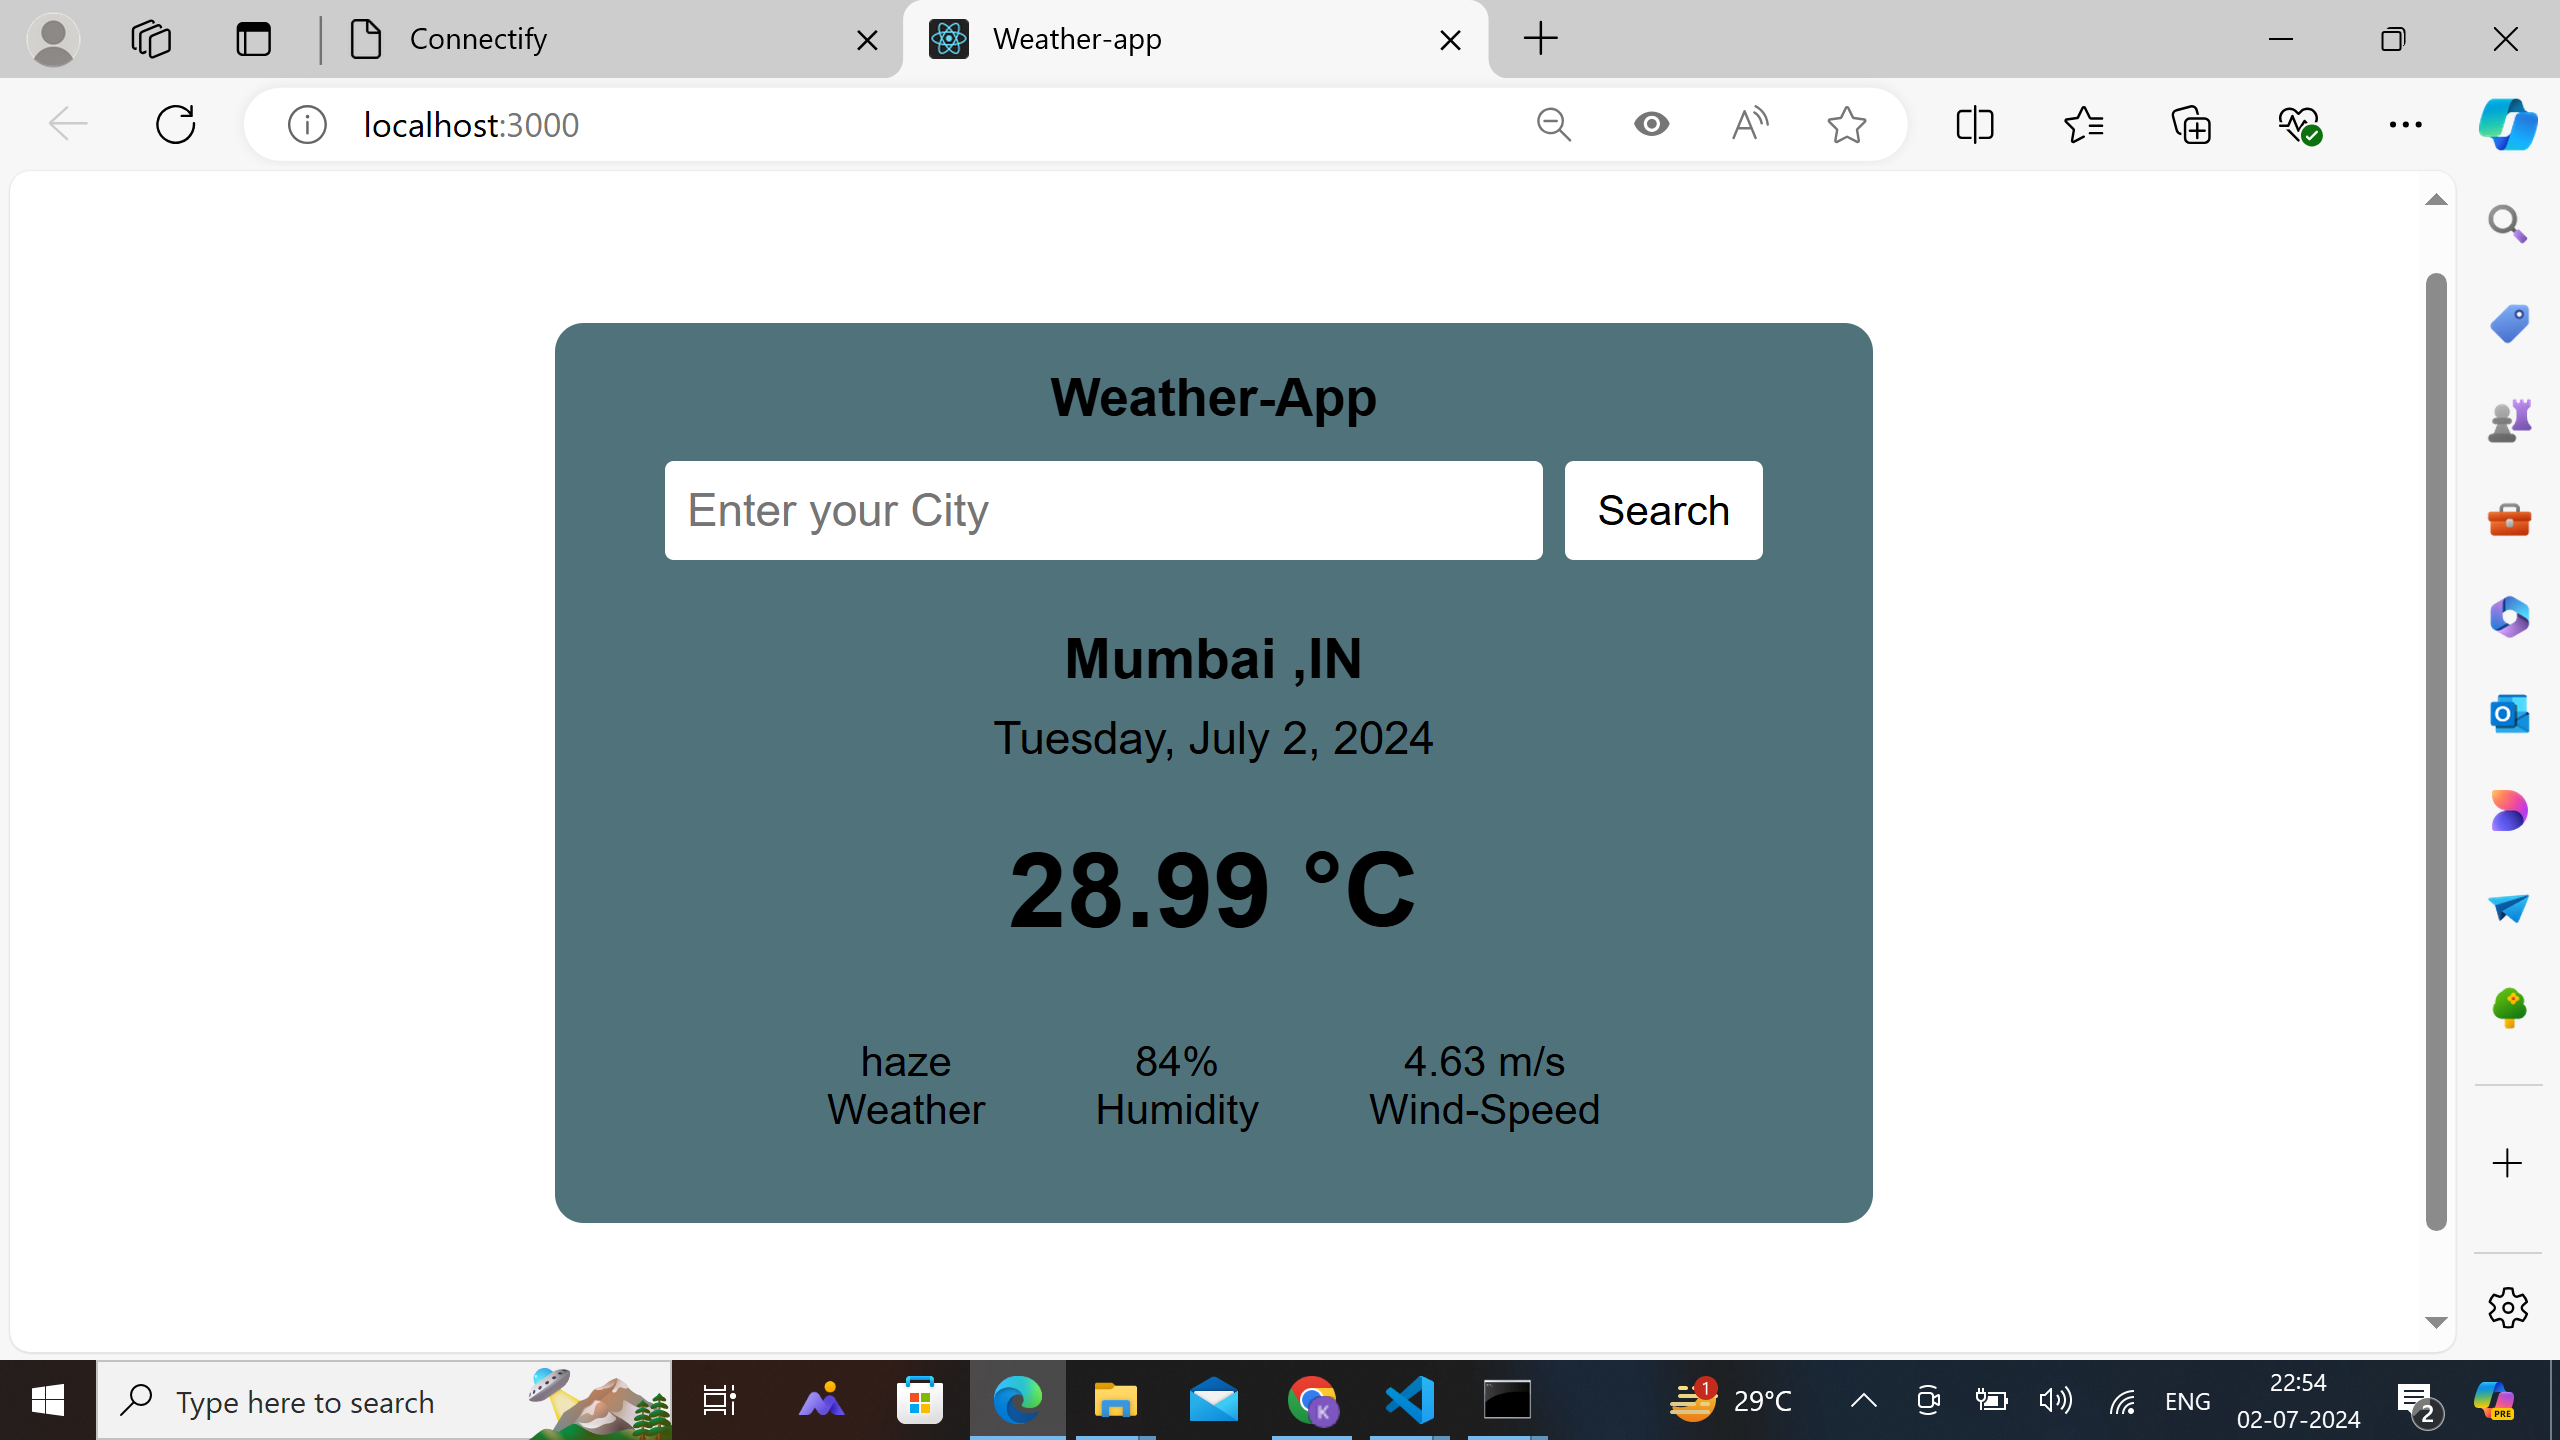 Connectify
Weather-app
localhost:3000
Weather-App
Enter your City
Search
Mumbai ,IN
Tuesday, July 2, 2024
28.99 °C
haze 84% 4.63 m/s
Weather Humidity Wind-Speed
Type here to search
K
1
29°C
ENG
22:54
02-07-2024
2
PRE